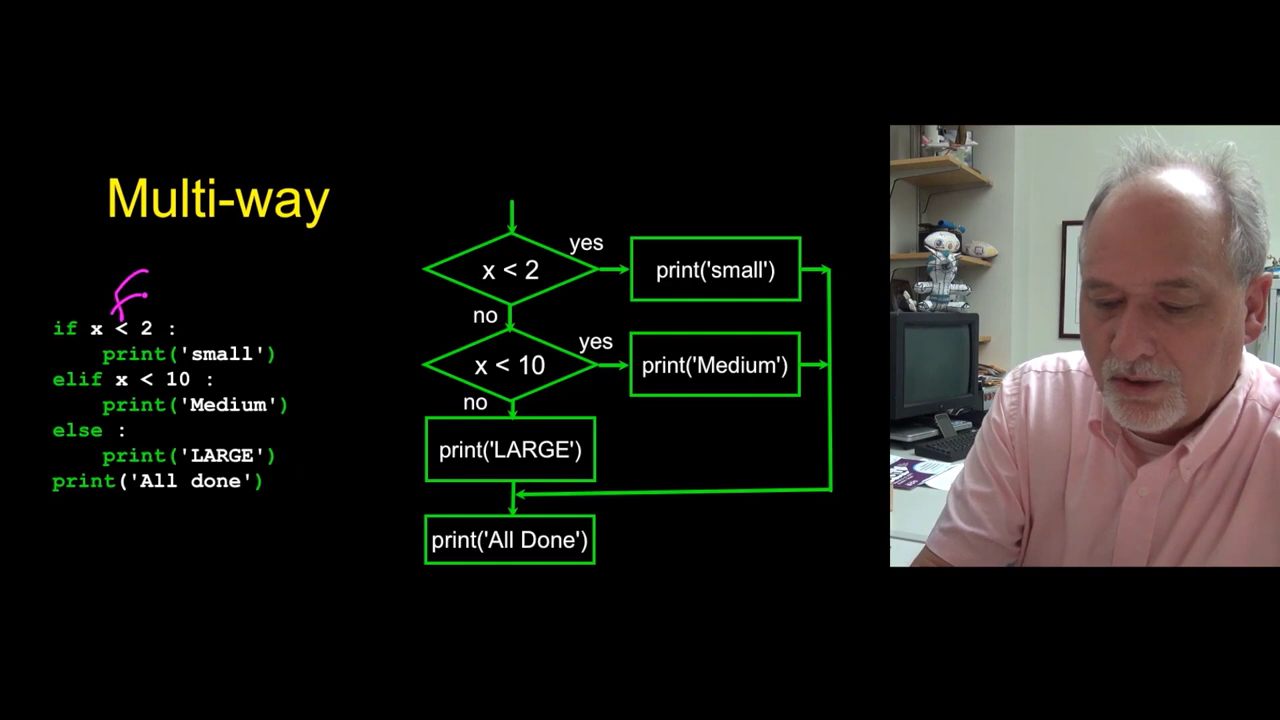 Multi-way
if x < 2 :
    print('small')
elif x < 10 :
    print('Medium')
else :
    print('LARGE')
print('All done')
yes
x < 2
print('small')
no
yes
x < 10
print('Medium')
no
print('LARGE')
print('All Done')